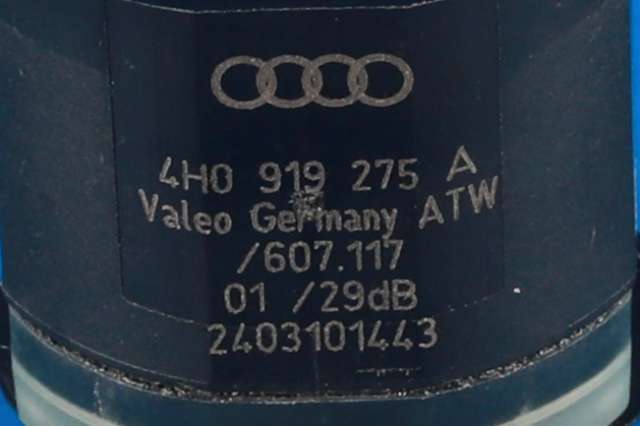 4H0 919 275 A
Valeo Germany ATW
/607.117
01 /29dB
2403101443